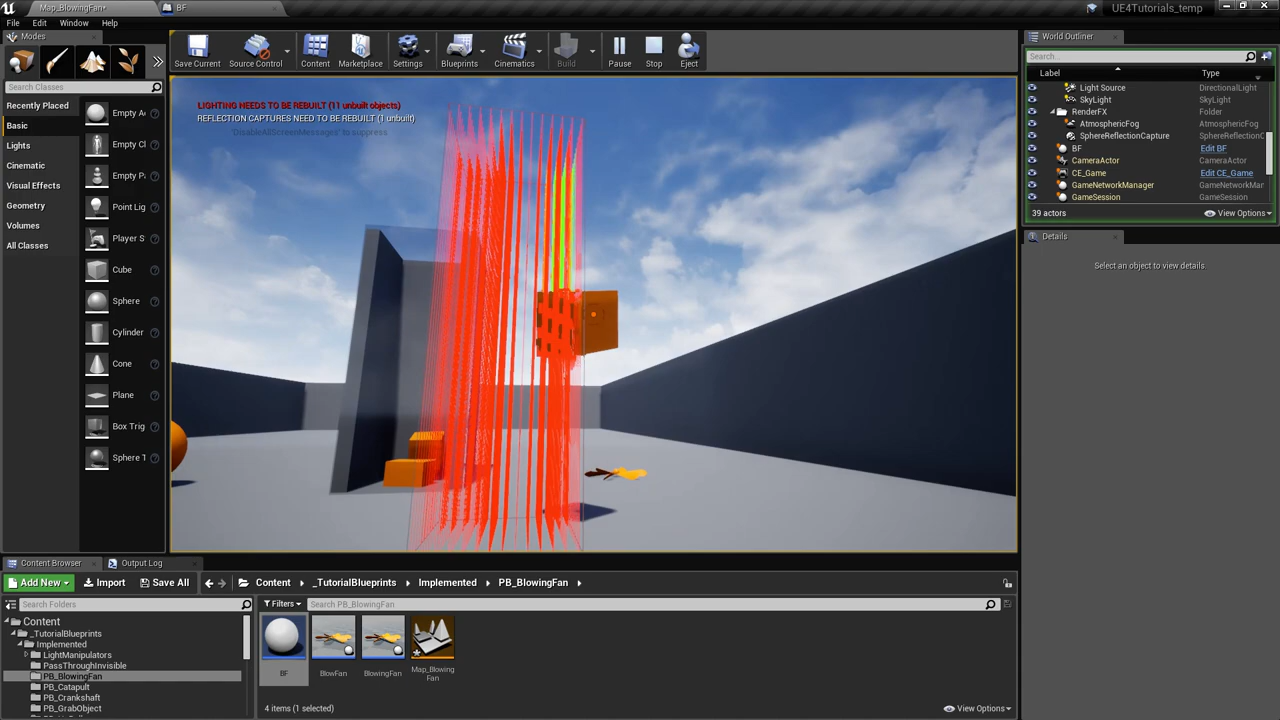 Map_BlowingFan*
BF
UE4Tutorials_temp
File Edit Window Help
Modes
Search Classes
Recently Placed
Basic
Lights
Cinematic
Visual Effects
Geometry
Volumes
All Classes
Empty A
Empty Cl
Empty P
Point Lig
Player S
Cube
Sphere
Cylinder
Cone
Plane
Box Trig
Sphere T
Save Current Source Control Content Marketplace Settings Blueprints Cinematics Build Pause Stop Eject
LIGHTING NEEDS TO BE REBUILT (11 unbuilt objects)
REFLECTION CAPTURES NEED TO BE REBUILT (1 unbuilt)
'DisableAllScreenMessages' to suppress
World Outliner
Search...
Label Type
Light Source DirectionalLight
SkyLight SkyLight
RenderFX Folder
AtmosphericFog AtmosphericFog
SphereReflectionCapture SphereReflectionC
BF Edit BF
CameraActor CameraActor
CE_Game Edit CE_Game
GameNetworkManager GameNetworkMar
GameSession GameSession
39 actors View Options
Details
Select an object to view details.
Content Browser Output Log
Add New Import Save All Content _TutorialBlueprints Implemented PB_BlowingFan
Search Folders
Content
_TutorialBlueprints
Implemented
LightManipulators
PassThroughInvisible
PB_BlowingFan
PB_Catapult
PB_Crankshaft
PB_GrabObject
Filters Search PB_BlowingFan
BF
BlowFan
BlowingFan
Map_Blowing
Fan
4 items (1 selected) View Options